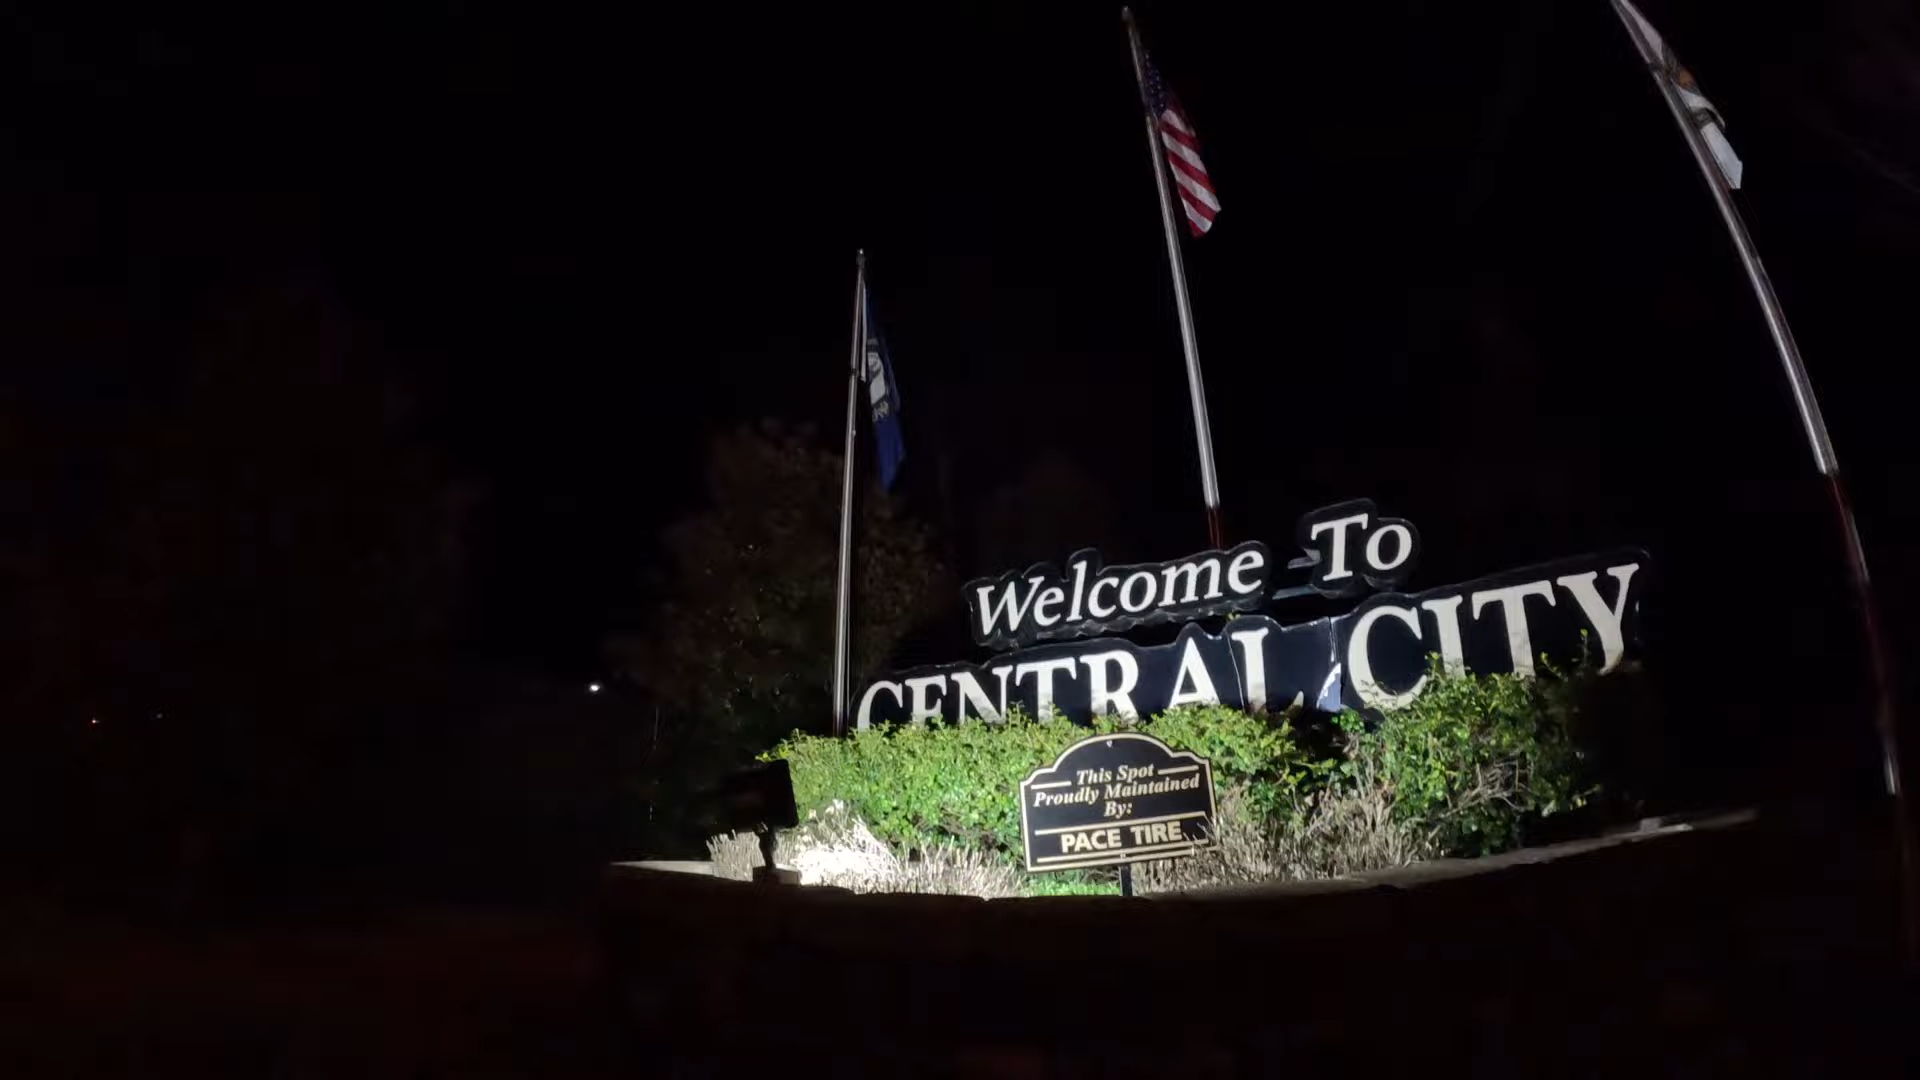 Welcome To
CENTRAL CITY
This Spot
Proudly Maintained
By:
PACE TIRE